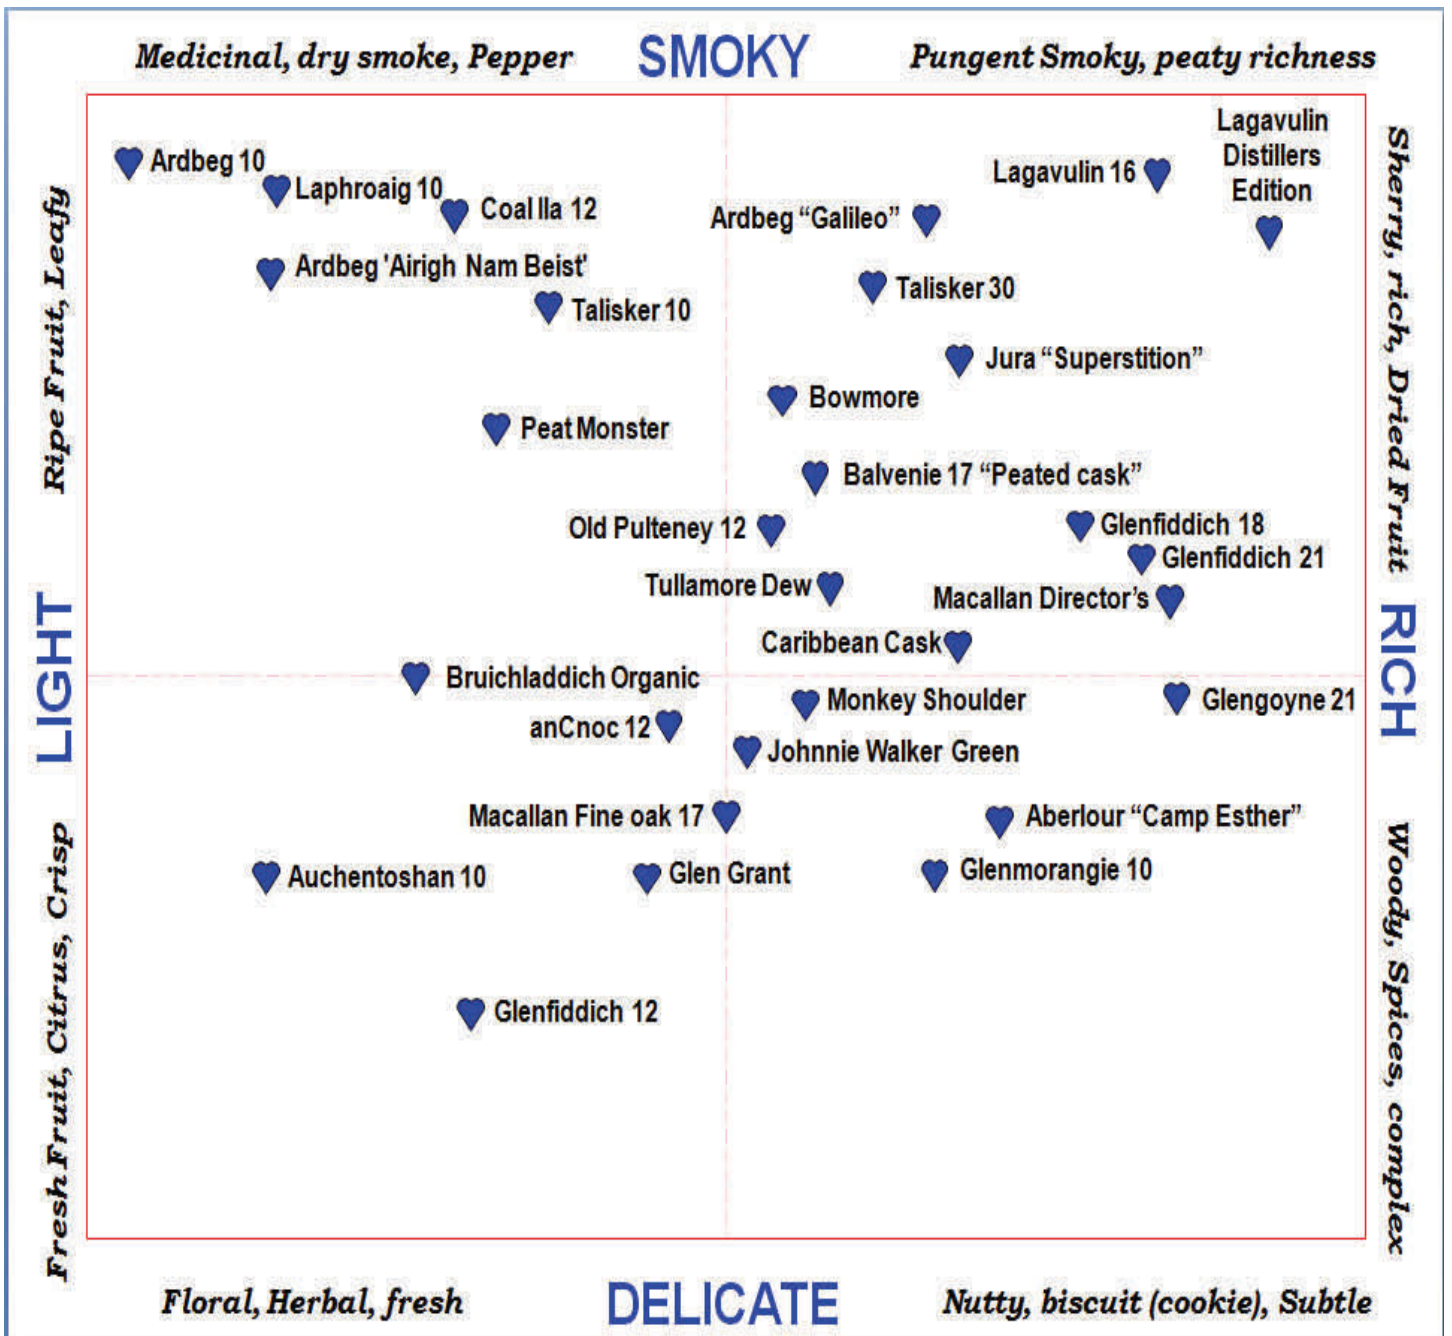 Medicinal, dry smoke, Pepper
SMOKY
Pungent Smoky, peaty richness
Ripe Fruit, Leafy
LIGHT
Fresh Fruit, Citrus, Crisp
Ardbeg 10
Laphroaig 10
Coal Ila 12
Ardbeg 'Airigh Nam Beist'
Talisker 10
Peat Monster
Lagavulin
Distillers
Edition
Lagavulin 16
Ardbeg “Galileo”
Talisker 30
Jura “Superstition”
Bowmore
Balvenie 17 “Peated cask”
Old Pulteney 12
Glenfiddich 18
Glenfiddich 21
Tullamore Dew
Macallan Director’s
Caribbean Cask
Bruichladdich Organic
anCnoc 12
Monkey Shoulder
Glengoyne 21
Johnnie Walker Green
Macallan Fine oak 17
Aberlour “Camp Esther”
Auchentoshan 10
Glen Grant
Glenmorangie 10
Glenfiddich 12
Sherry, rich, Dried Fruit
RICH
Woody, Spices, complex
Floral, Herbal, fresh
DELICATE
Nutty, biscuit (cookie), Subtle